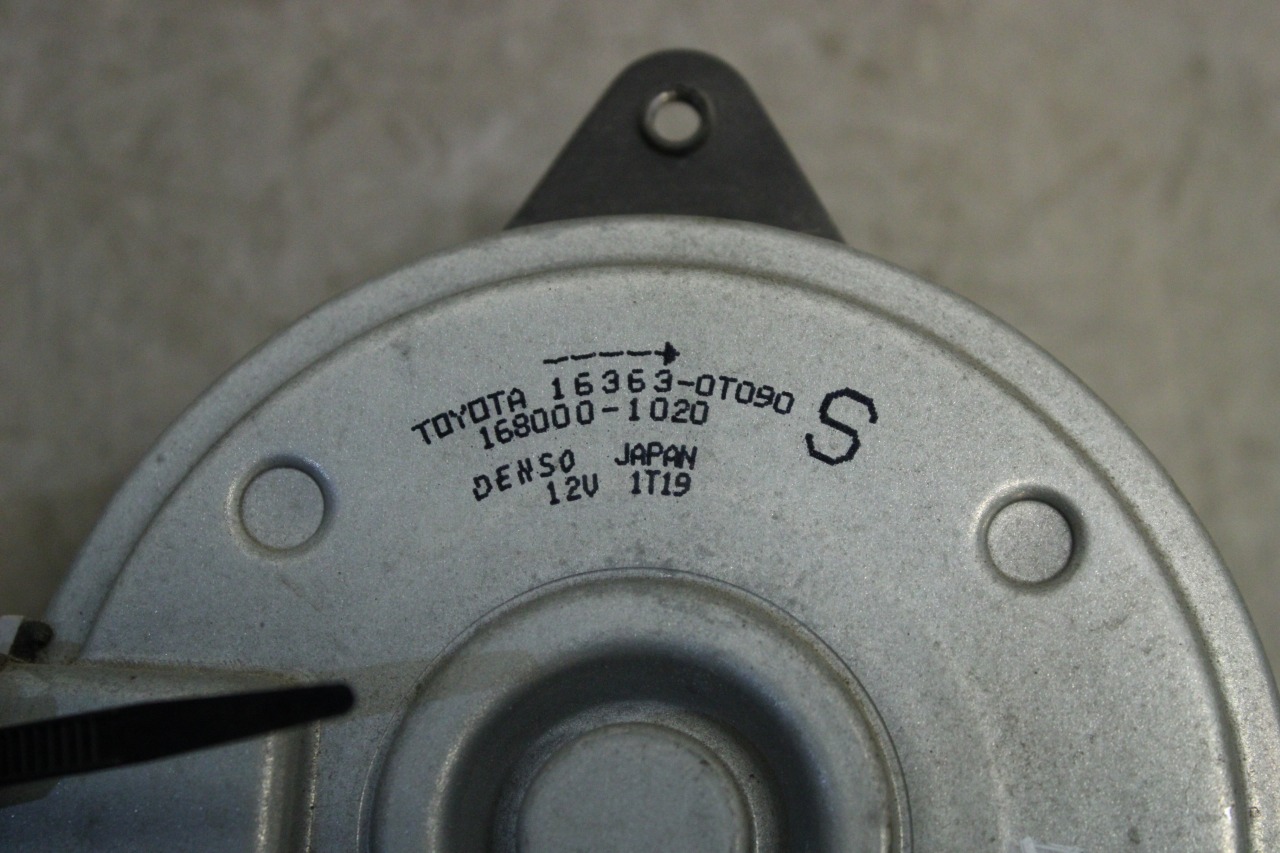 TOYOTA 16363-0T090 S
168000-1020
DENSO JAPAN
12V 1T19